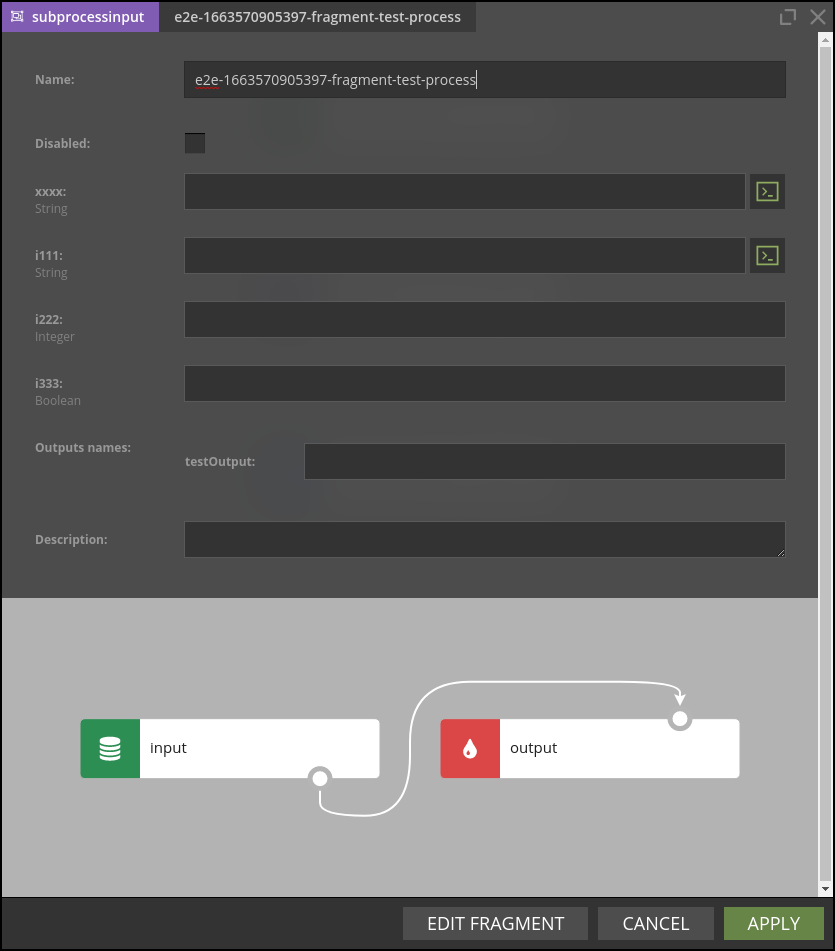 subprocessinput e2e-1663570905397-fragment-test-process
Name: e2e-1663570905397-fragment-test-process
Disabled:
xxxx:
String
i111:
String
i222:
Integer
i333:
Boolean
Outputs names:
testOutput:
Description:
input output
EDIT FRAGMENT CANCEL APPLY